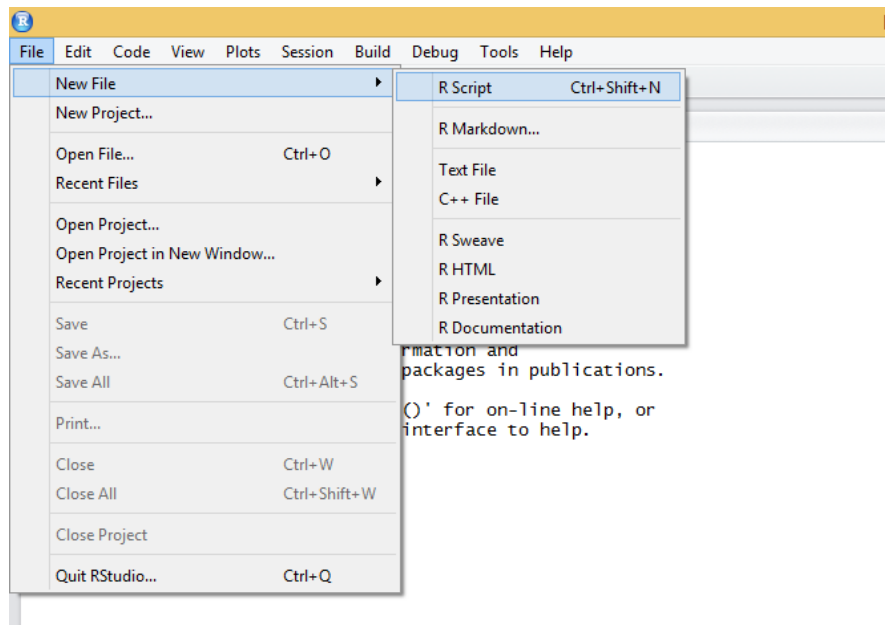 R
File Edit Code View Plots Session Build Debug Tools Help
New File
New Project...
Open File... Ctrl+O
Recent Files
Open Project...
Open Project in New Window...
Recent Projects
Save Ctrl+S
Save As...
Save All Ctrl+Alt+S
Print...
Close Ctrl+W
Close All Ctrl+Shift+W
Close Project
Quit RStudio... Ctrl+Q
R Script Ctrl+Shift+N
R Markdown...
Text File
C++ File
R Sweave
R HTML
R Presentation
R Documentation
rmation and
packages in publications.
()' for on-line help, or
interface to help.